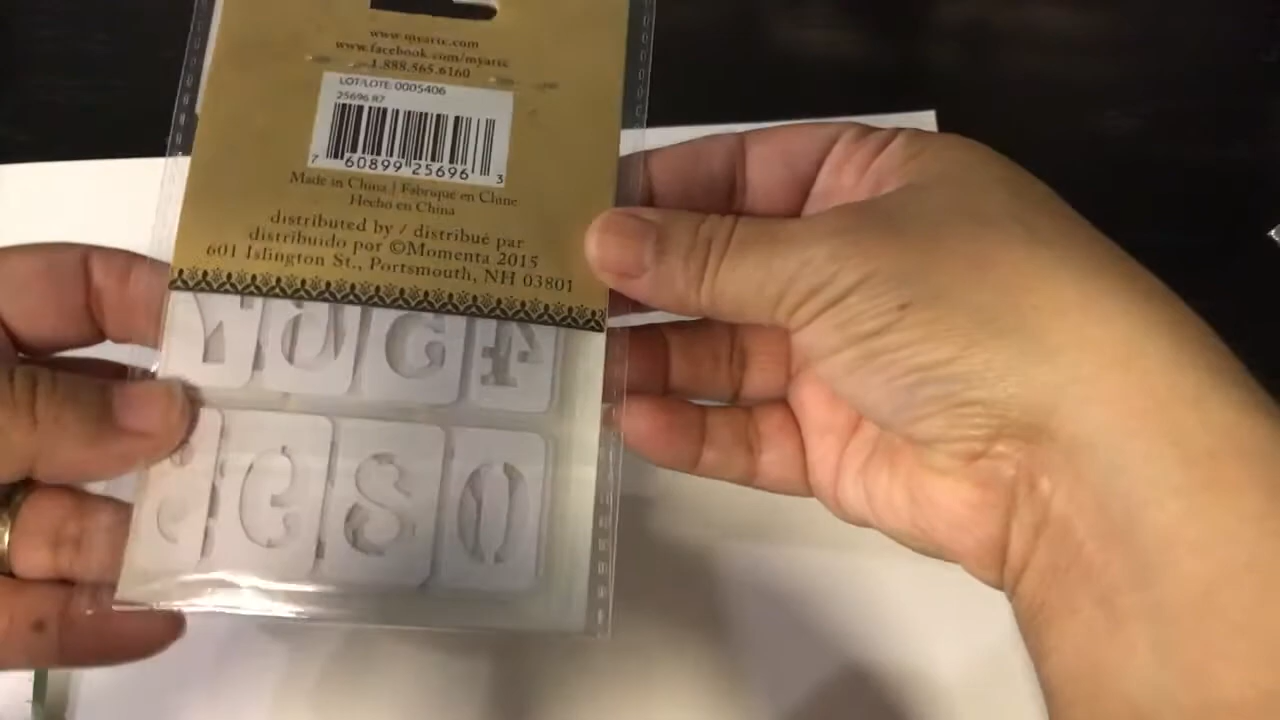 www.myartc.com
www.facebook.com/myartc
1.888.565.6160
LOT/LOTE: 0005406
25696 R7
7 60899 25696 3
Made in China | Fabriqué en Chine
Hecho en China
distributed by / distribué par
distribuido por ©Momenta 2015
601 Islington St., Portsmouth, NH 03801